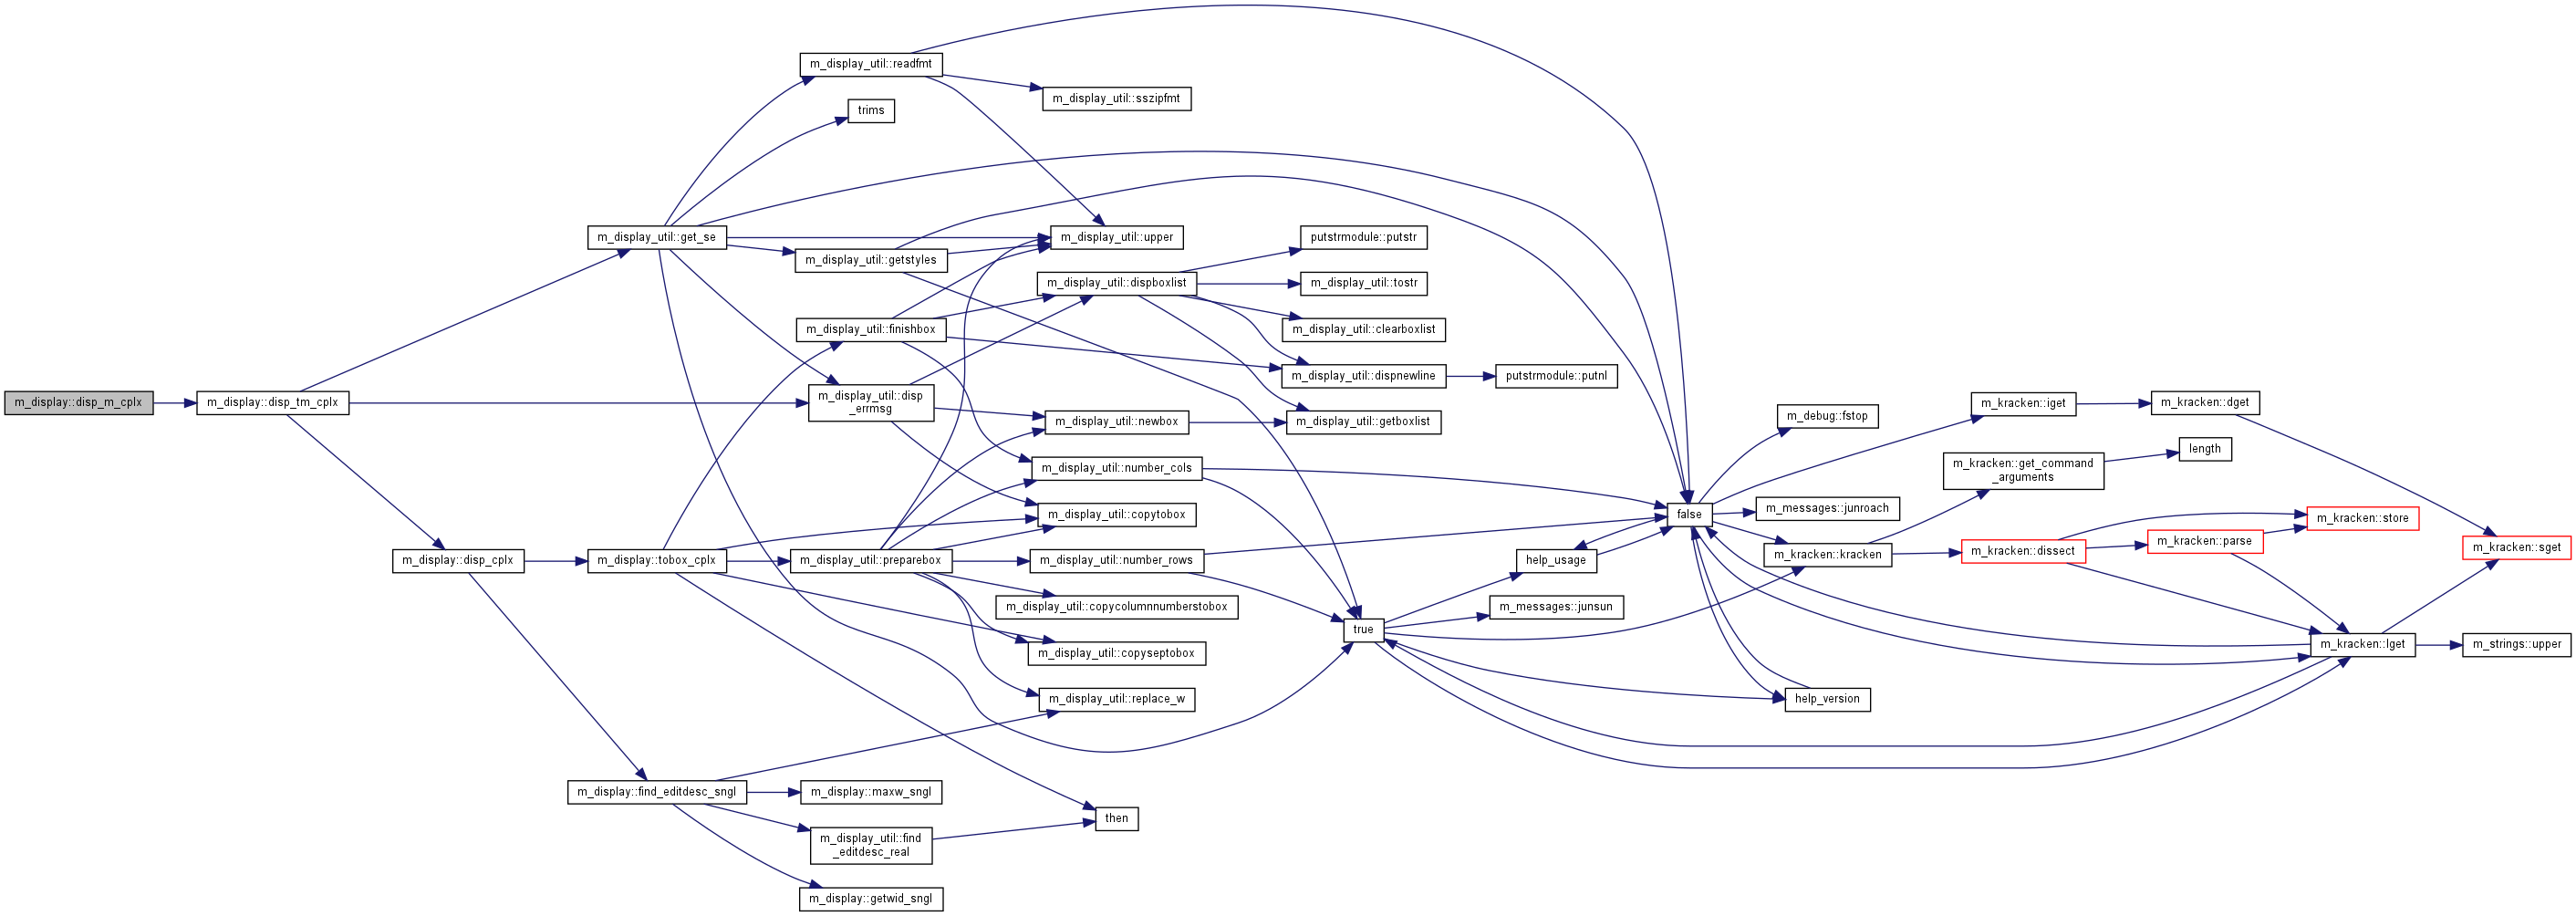 m_display::disp_m_cplx
m_display::disp_tm_cplx
m_display_util::get_se
m_display::disp_cplx
m_display_util::readfmt
trims
m_display_util::getstyles
m_display_util::finishbox
m_display_util::disp
_errmsg
m_display::tobox_cplx
m_display_util::preparebox
m_display::find_editdesc_sngl
m_display::maxw_sngl
m_display_util::find
_editdesc_real
m_display::getwid_sngl
m_display_util::sszipfmt
m_display_util::upper
m_display_util::dispboxlist
m_display_util::newbox
m_display_util::number_cols
m_display_util::copytobox
m_display_util::number_rows
m_display_util::copycolumnnumberstobox
m_display_util::copyseptobox
m_display_util::replace_w
then
putstrmodule::putstr
m_display_util::tostr
m_display_util::clearboxlist
m_display_util::dispnewline
m_display_util::getboxlist
putstrmodule::putnl
true
help_usage
m_messages::junsun
false
m_debug::fstop
m_messages::junroach
m_kracken::kracken
help_version
m_kracken::iget
m_kracken::get_command
_arguments
m_kracken::dissect
m_kracken::dget
length
m_kracken::parse
m_kracken::store
m_kracken::lget
m_kracken::sget
m_strings::upper